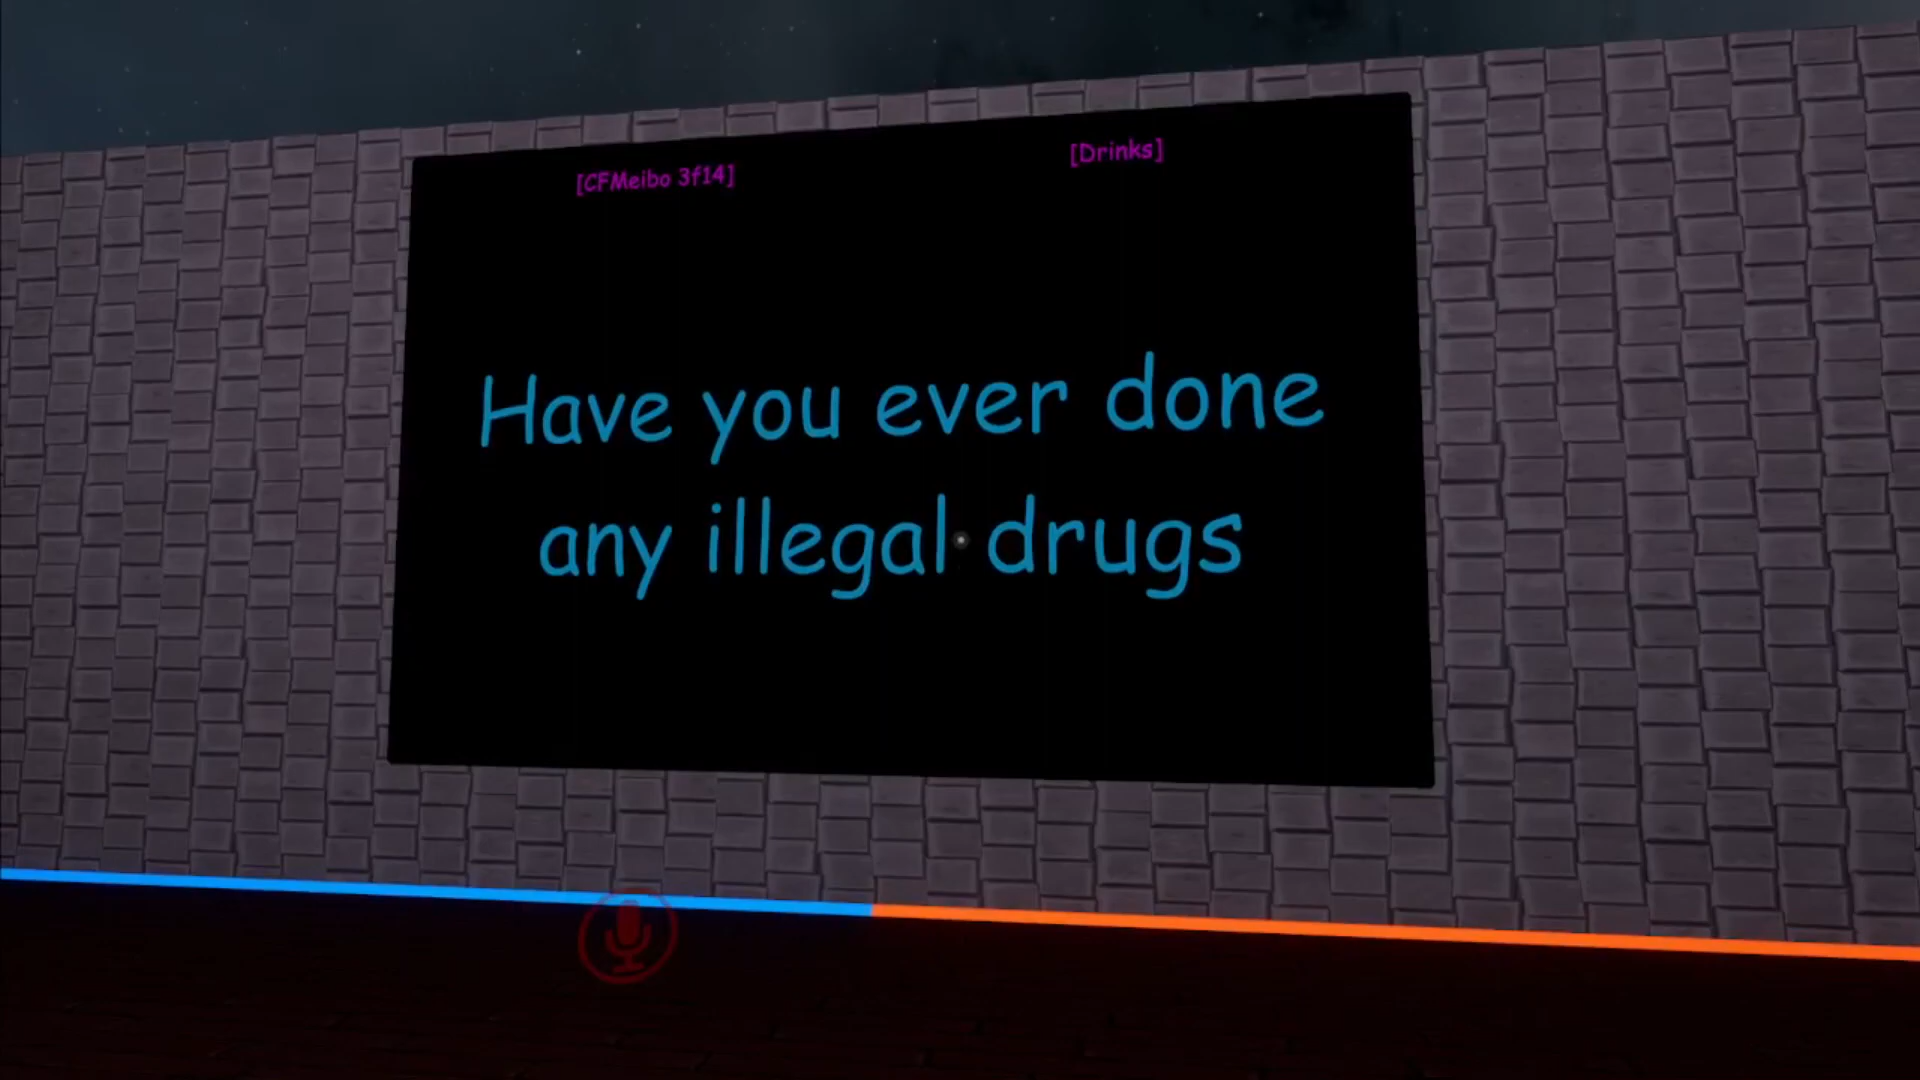 [CFMeibo 3f14]
[Drinks]
Have you ever done
any illegal drugs